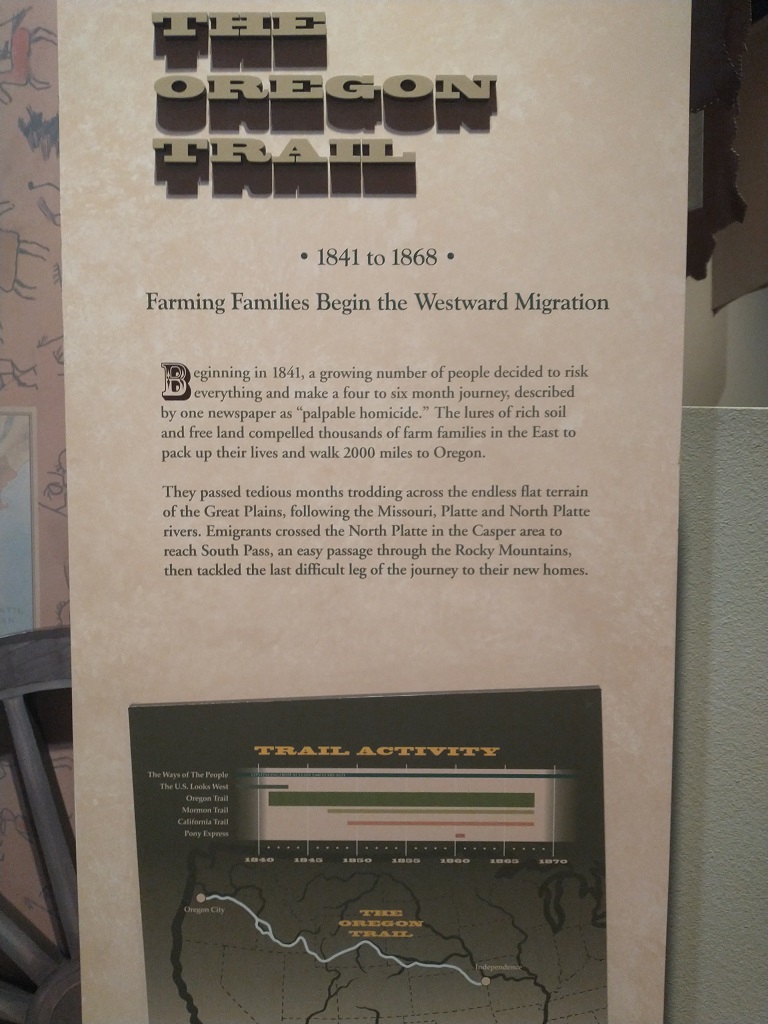 THE
OREGON
TRAIL
• 1841 to 1868 •
Farming Families Begin the Westward Migration
Beginning in 1841, a growing number of people decided to risk
everything and make a four to six month journey, described
by one newspaper as “palpable homicide.” The lures of rich soil
and free land compelled thousands of farm families in the East to
pack up their lives and walk 2000 miles to Oregon.
They passed tedious months trodding across the endless flat terrain
of the Great Plains, following the Missouri, Platte and North Platte
rivers. Emigrants crossed the North Platte in the Casper area to
reach South Pass, an easy passage through the Rocky Mountains,
then tackled the last difficult leg of the journey to their new homes.
TRAIL ACTIVITY
The Ways of The People
The U.S. Looks West
Oregon Trail
Mormon Trail
California Trail
Pony Express
1840 1845 1850 1855 1860 1865 1870
Oregon City
THE
OREGON
TRAIL
Independence